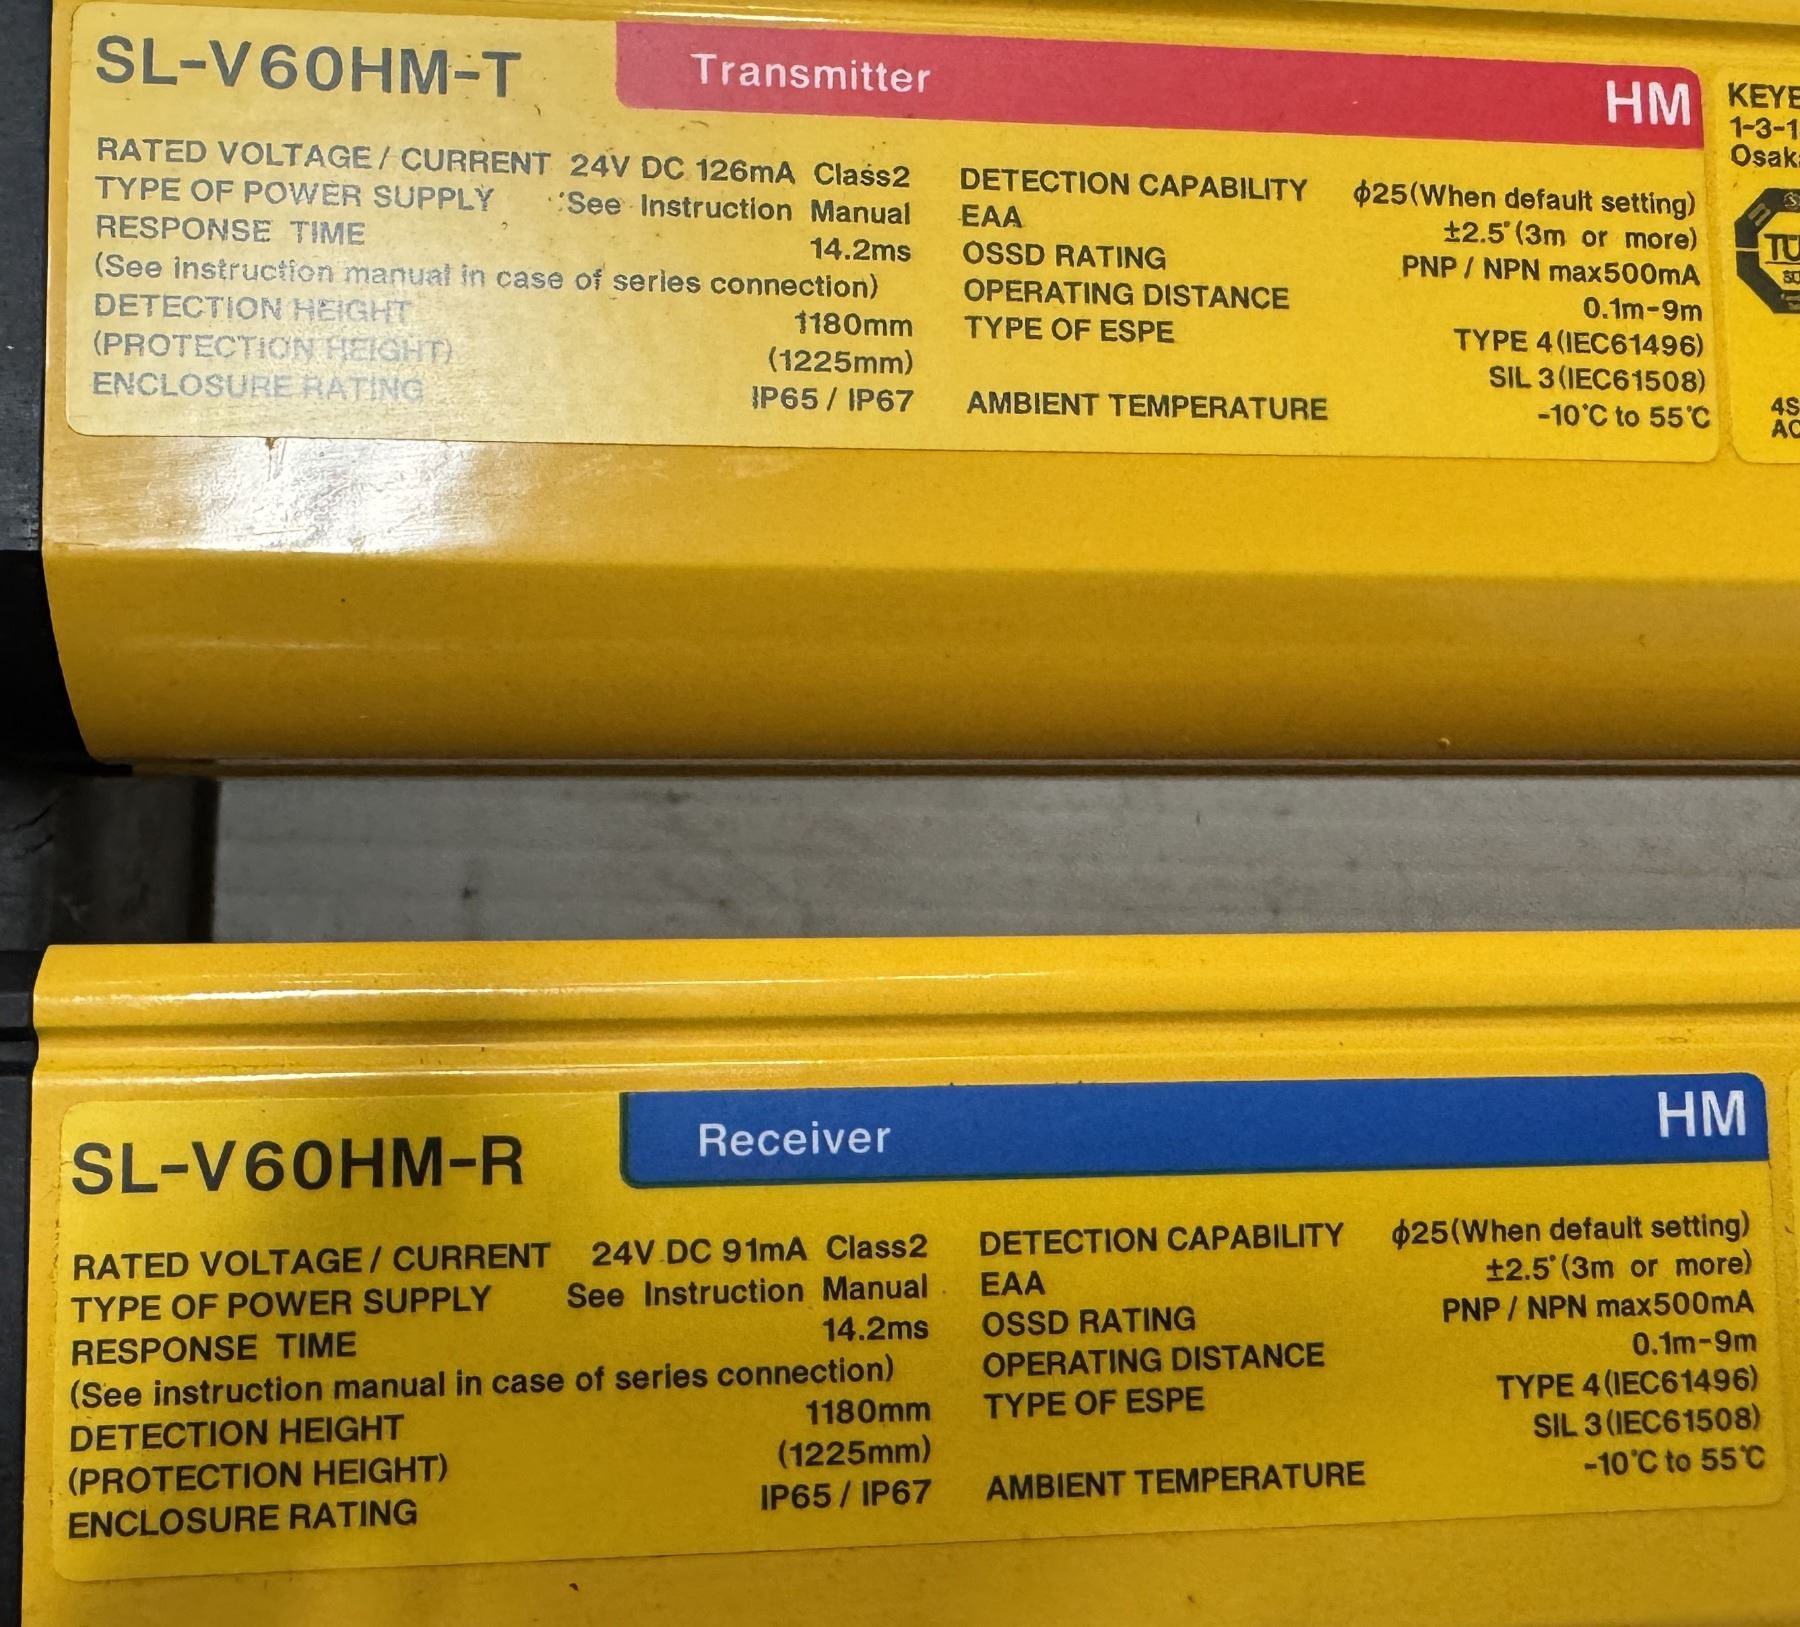 SL-V60HM-T
Transmitter
HM
RATED VOLTAGE / CURRENT 24V DC 126mA Class2
TYPE OF POWER SUPPLY See Instruction Manual
RESPONSE TIME 14.2ms
(See instruction manual in case of series connection)
DETECTION HEIGHT 1180mm
(PROTECTION HEIGHT) (1225mm)
ENCLOSURE RATING IP65 / IP67
DETECTION CAPABILITY ϕ25(When default setting)
EAA ±2.5°(3m or more)
OSSD RATING PNP / NPN max500mA
OPERATING DISTANCE 0.1m-9m
TYPE OF ESPE TYPE 4(IEC61496)
SIL 3(IEC61508)
AMBIENT TEMPERATURE -10℃ to 55℃
KEYE
1-3-1
Osak
TÜ
4S
AC
SL-V60HM-R
Receiver
HM
RATED VOLTAGE / CURRENT 24V DC 91mA Class2
TYPE OF POWER SUPPLY See Instruction Manual
RESPONSE TIME 14.2ms
(See instruction manual in case of series connection)
DETECTION HEIGHT 1180mm
(PROTECTION HEIGHT) (1225mm)
ENCLOSURE RATING IP65 / IP67
DETECTION CAPABILITY ϕ25(When default setting)
EAA ±2.5°(3m or more)
OSSD RATING PNP / NPN max500mA
OPERATING DISTANCE 0.1m-9m
TYPE OF ESPE TYPE 4(IEC61496)
SIL 3(IEC61508)
AMBIENT TEMPERATURE -10℃ to 55℃